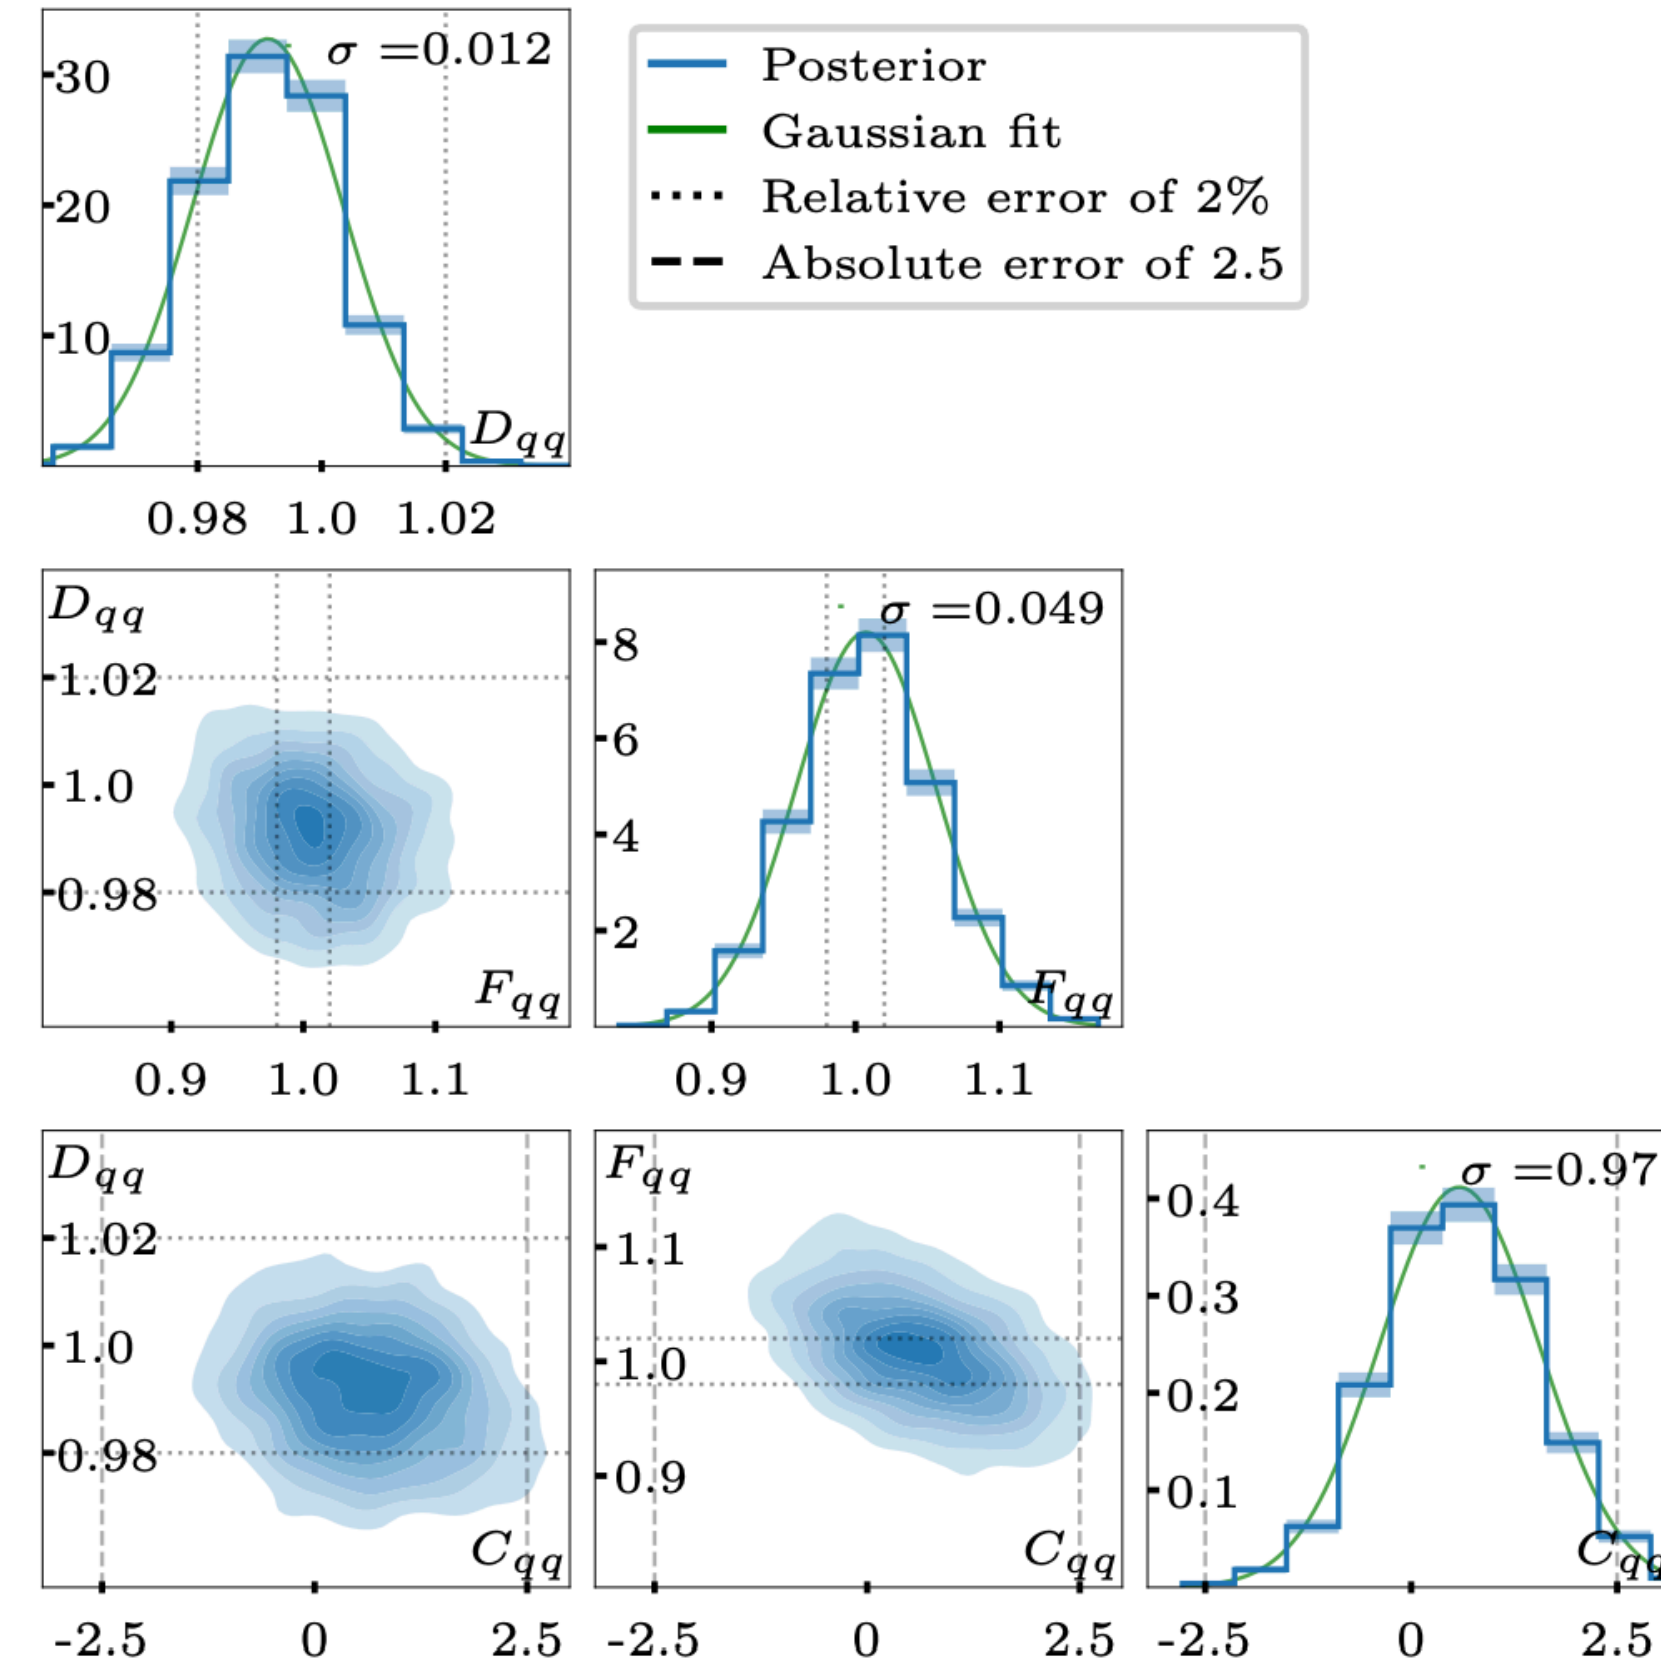 σ =0.012
30
20
10
D_qq
0.98 1.0 1.02
Posterior
Gaussian fit
Relative error of 2%
Absolute error of 2.5
D_qq
1.02
1.0
0.98
F_qq
0.9 1.0 1.1
σ =0.049
8
6
4
2
F_qq
0.9 1.0 1.1
D_qq
1.02
1.0
0.98
C_qq
-2.5 0 2.5
F_qq
1.1
1.0
0.9
C_qq
-2.5 0 2.5
σ =0.97
0.4
0.3
0.2
0.1
C_qq
-2.5 0 2.5